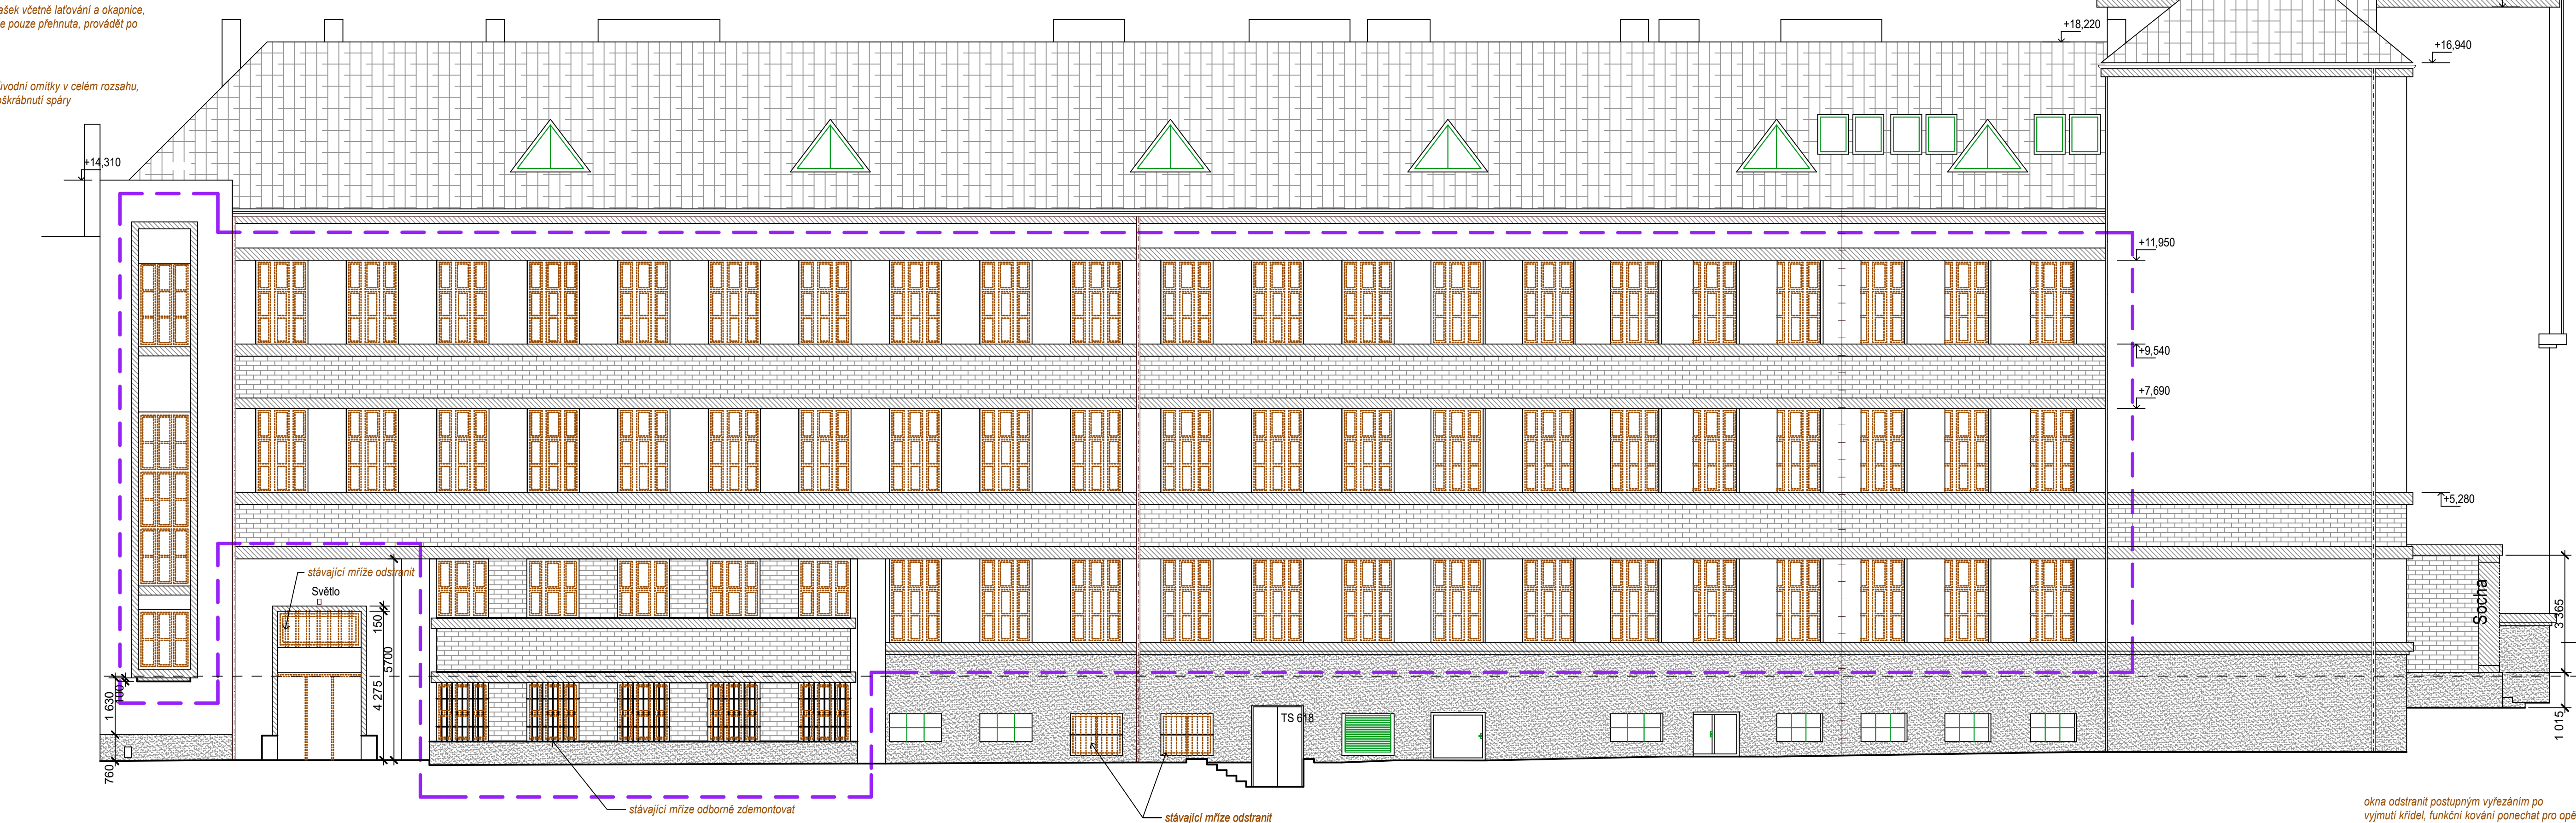 ašek včetně laťování a okapnice,
e pouze přehnuta, provádět po
ůvodní omítky v celém rozsahu,
oškrábnutí spáry
+14,310
+18,220
+16,940
+11,950
+9,540
+7,690
+5,280
stávající mříže odstranit
Světlo
150
5700
4 275
1 630
100
760
Socha
3 365
1 015
TS 618
stávající mříže odborně zdemontovat
stávající mříže odstranit
okna odstranit postupným vyřezáním po
vyjmutí křídel, funkční kování ponechat pro opě